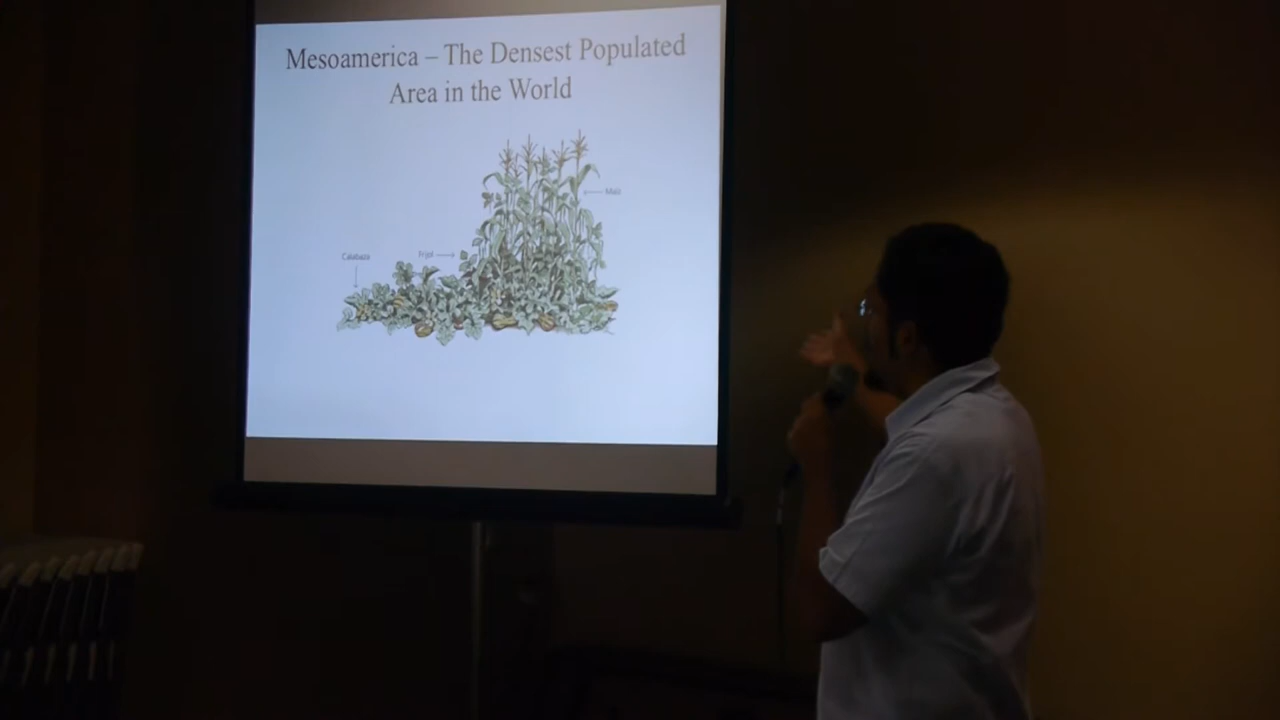 Mesoamerica – The Densest Populated
Area in the World
Maíz
Frijol
Calabaza